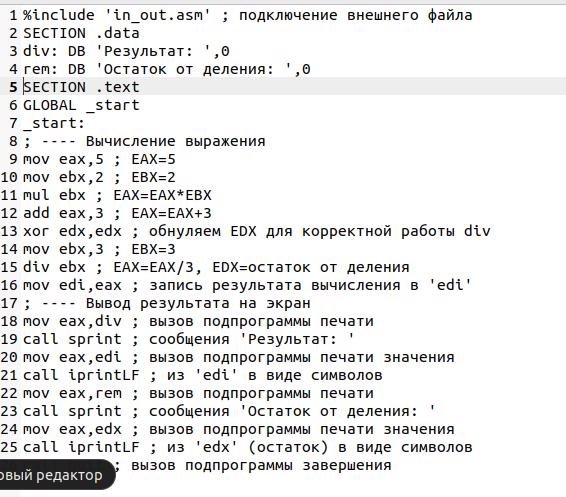 1 %include 'in_out.asm' ; подключение внешнего файла
2 SECTION .data
3 div: DB 'Результат: ',0
4 rem: DB 'Остаток от деления: ',0
5 SECTION .text
6 GLOBAL _start
7 _start:
8 ; ---- Вычисление выражения
9 mov eax,5 ; EAX=5
10 mov ebx,2 ; EBX=2
11 mul ebx ; EAX=EAX*EBX
12 add eax,3 ; EAX=EAX+3
13 xor edx,edx ; обнуляем EDX для корректной работы div
14 mov ebx,3 ; EBX=3
15 div ebx ; EAX=EAX/3, EDX=остаток от деления
16 mov edi,eax ; запись результата вычисления в 'edi'
17 ; ---- Вывод результата на экран
18 mov eax,div ; вызов подпрограммы печати
19 call sprint ; сообщения 'Результат: '
20 mov eax,edi ; вызов подпрограммы печати значения
21 call iprintLF ; из 'edi' в виде символов
22 mov eax,rem ; вызов подпрограммы печати
23 call sprint ; сообщения 'Остаток от деления: '
24 mov eax,edx ; вызов подпрограммы печати значения
25 call iprintLF ; из 'edx' (остаток) в виде символов
; вызов подпрограммы завершения
овый редактор